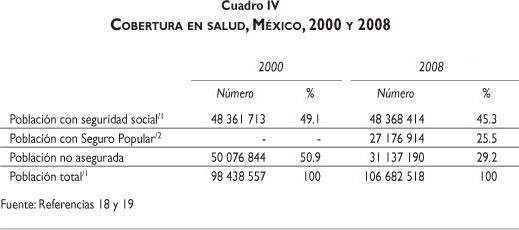 Cuadro IV
Cobertura en salud, México, 2000 y 2008
2000 2008
Número % Número %
Población con seguridad social/1 48 361 713 49.1 48 368 414 45.3
Población con Seguro Popular/2 - - 27 176 914 25.5
Población no asegurada 50 076 844 50.9 31 137 190 29.2
Población total/1 98 438 557 100 106 682 518 100
Fuente: Referencias 18 y 19